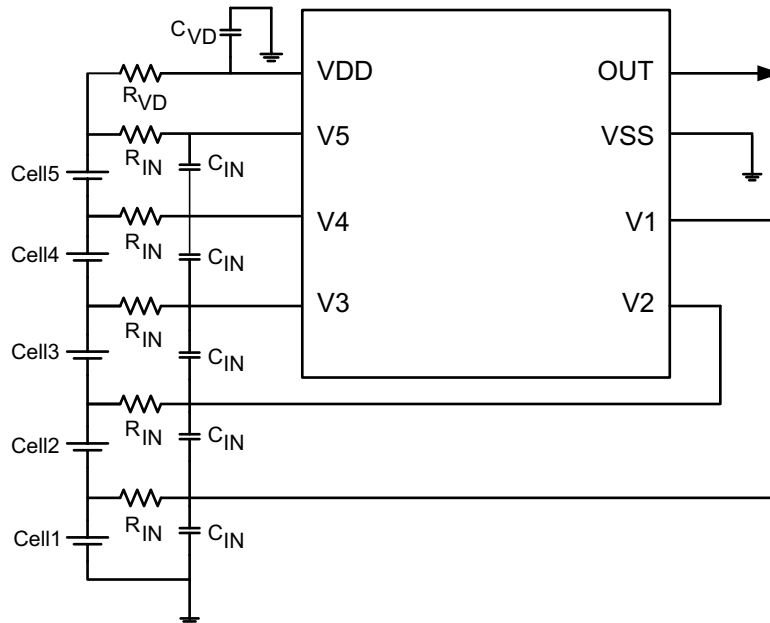 CVD
VDD
OUT
RVD
V5
VSS
RIN
CIN
Cell5
V4
V1
RIN
CIN
Cell4
V3
V2
RIN
CIN
Cell3
RIN
CIN
Cell2
RIN
CIN
Cell1